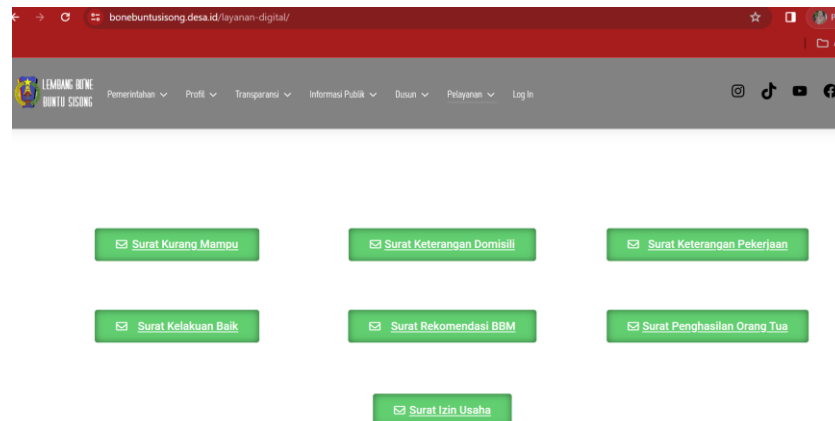 bonebuntusisong.desa.id/layanan-digital/
LEMBANG BO'NE
BUNTU SISONG
Pemerintahan Profil Transparansi Informasi Publik Dusun Pelayanan Log In
Surat Kurang Mampu Surat Keterangan Domisili Surat Keterangan Pekerjaan
Surat Kelakuan Baik Surat Rekomendasi BBM Surat Penghasilan Orang Tua
Surat Izin Usaha